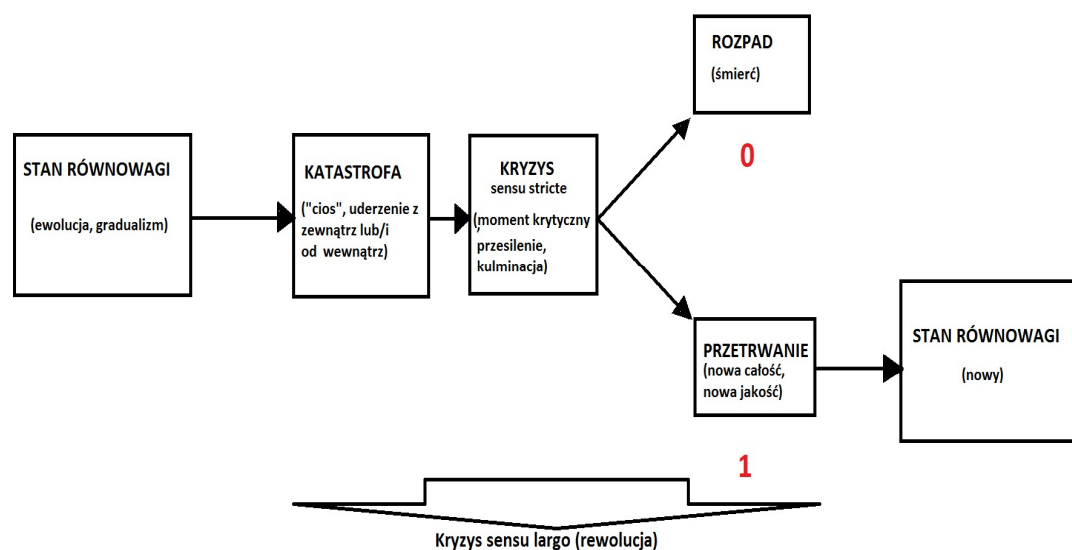 STAN RÓWNOWAGI
(ewolucja, gradualizm)
KATASTROFA
("cios", uderzenie z
zewnątrz lub/i
od wewnątrz)
KRYZYS
sensu stricte
(,moment krytyczny
przesilenie,
kulminacja)
ROZPAD
(śmierć)
0
PRZETRWANIE
(nowa całość,
nowa jakość)
1
STAN RÓWNOWAGI
(nowy)
Kryzys sensu largo (rewolucja)